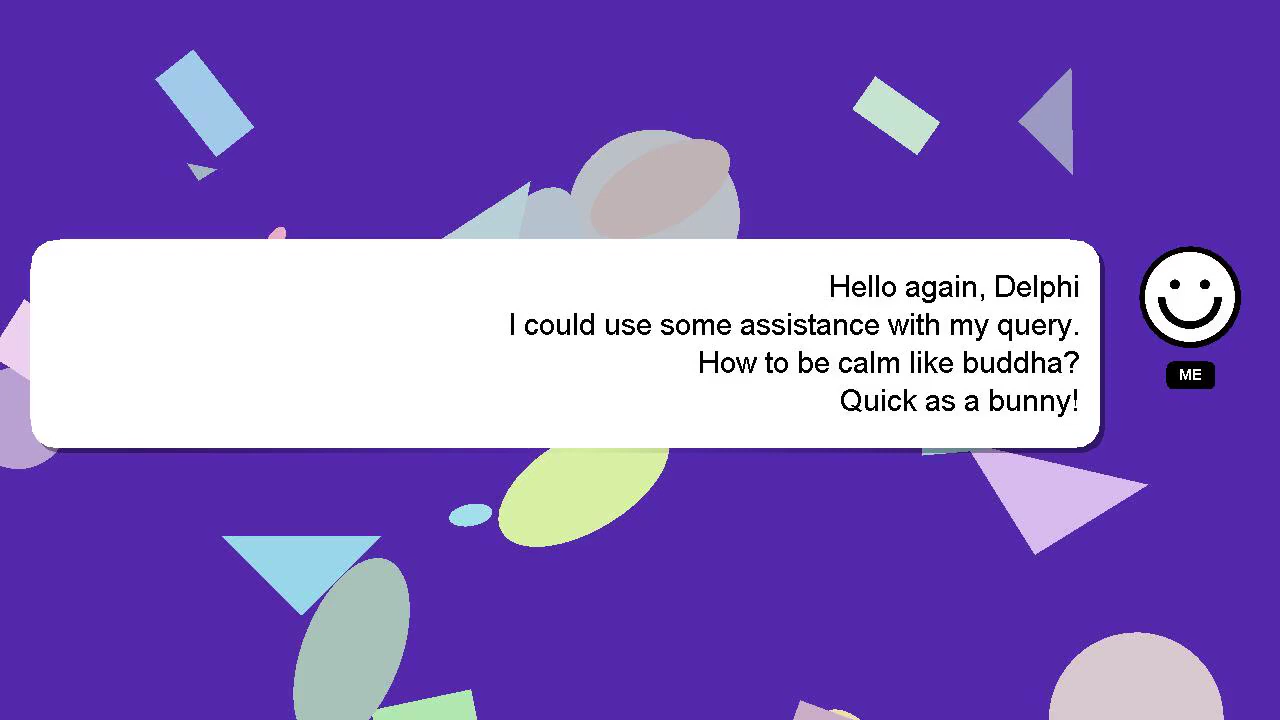 Hello again, Delphi
I could use some assistance with my query.
How to be calm like buddha?
Quick as a bunny!
ME